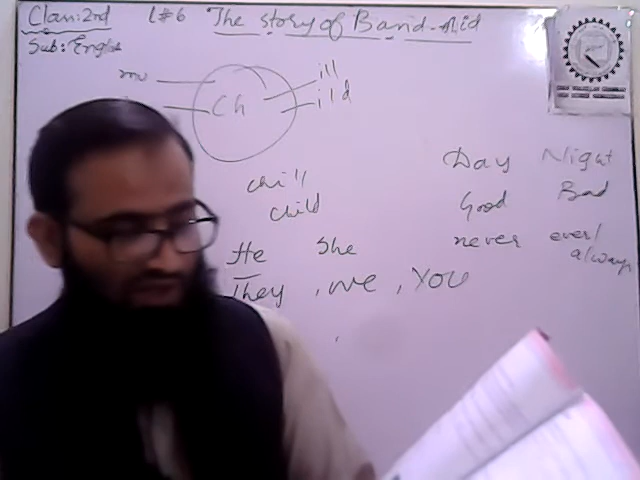 Class: 2nd L#6 The story of Band-Aid
Sub: English
mu
ill
Ch
ild
chill
child
Day Night
Good Bad
never ever/
always
He She
They, we, You